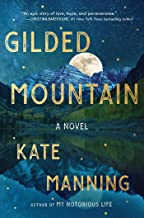 "An epic story of love, hope, and perseverance."
—CHRISTINA BAKER KLINE, #1 New York Times bestselling author
GILDED
MOUNTAIN
A NOVEL
KATE
MANNING
AUTHOR OF MY NOTORIOUS LIFE